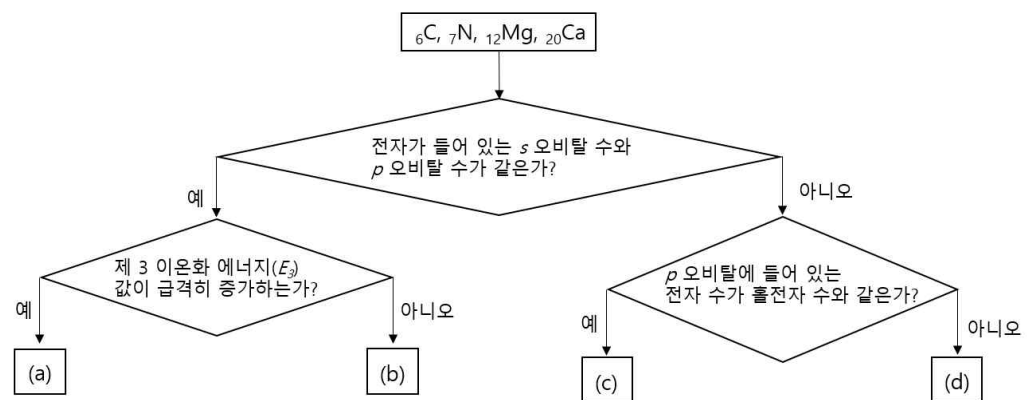 ₆C, ₇N, ₁₂Mg, ₂₀Ca
전자가 들어 있는 s 오비탈 수와
p 오비탈 수가 같은가?
예
아니오
제 3 이온화 에너지(E₃)
값이 급격히 증가하는가?
p 오비탈에 들어 있는
전자 수가 홀전자 수와 같은가?
예
아니오
예
아니오
(a)
(b)
(c)
(d)